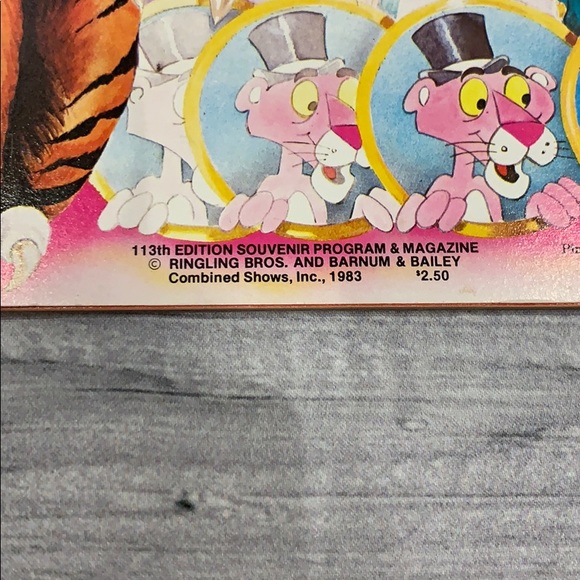 113th EDITION SOUVENIR PROGRAM & MAGAZINE
© RINGLING BROS. AND BARNUM & BAILEY
Combined Shows, Inc., 1983 $2.50